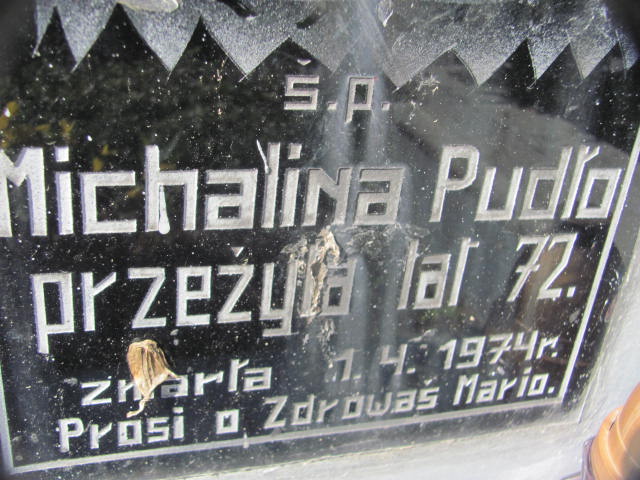 ś.p.
Michalina Pudło
przeżyła lat 72.
zmarła 1.4.1974r.
Prosi o Zdrowaś Mario.